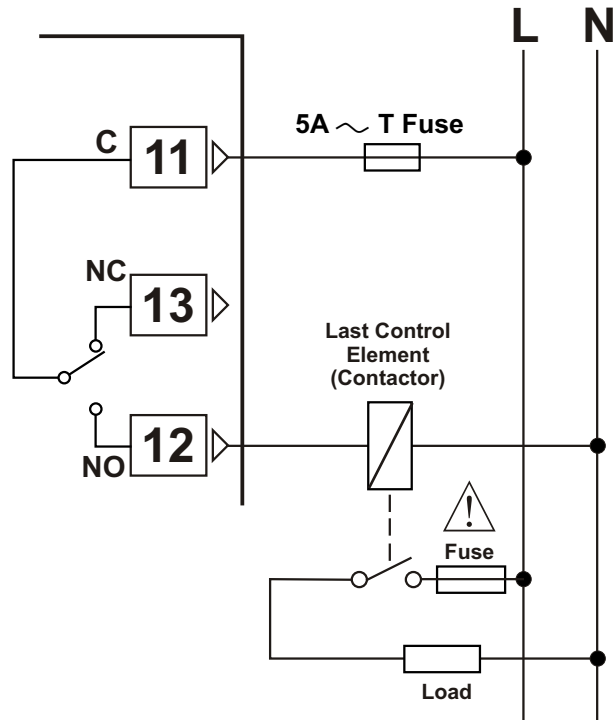 L N
5A ~ T Fuse
C
11
NC
13
Last Control
Element
(Contactor)
12
NO
!
Fuse
Load